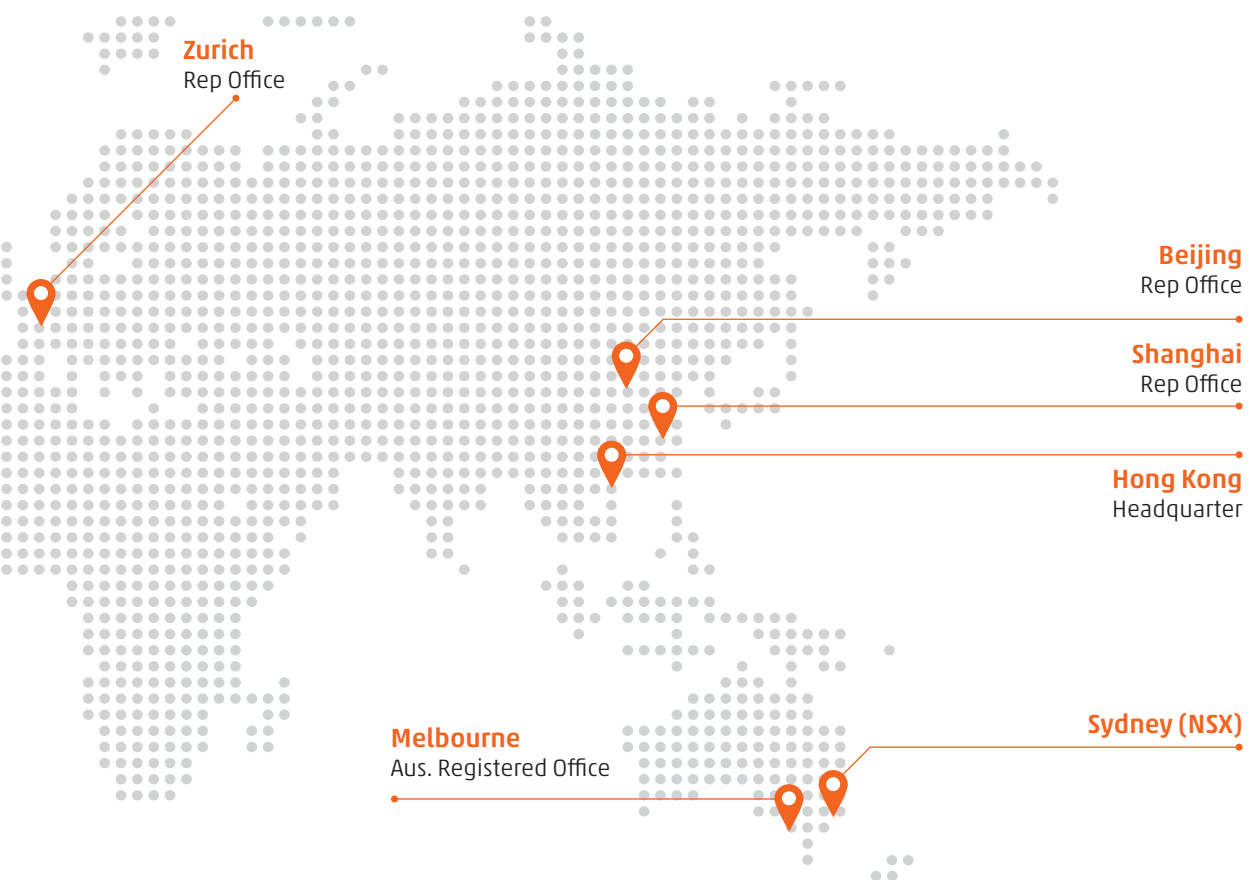 Zurich
Rep Office
Beijing
Rep Office
Shanghai
Rep Office
Hong Kong
Headquarter
Sydney (NSX)
Melbourne
Aus. Registered Office